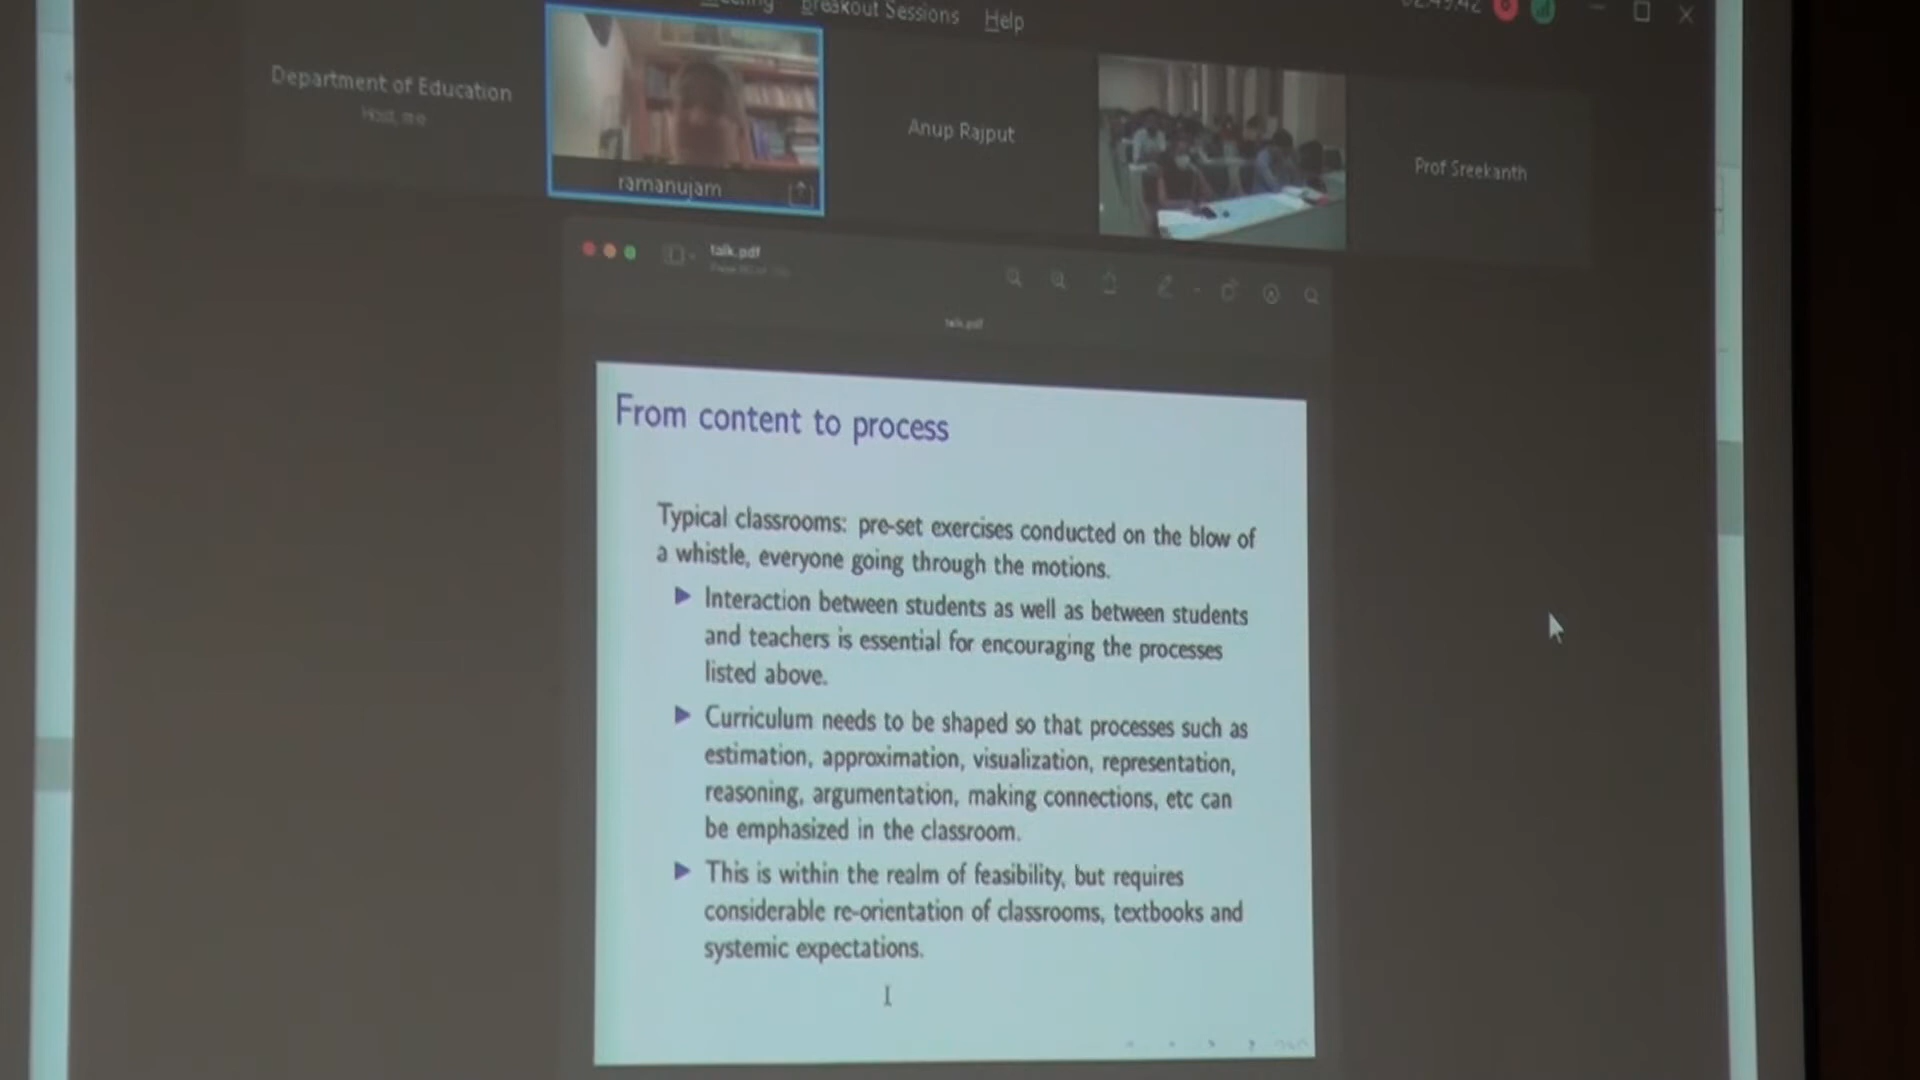 Breakout Sessions Help
Department of Education
ramanujam
Anup Rajput
Prof Sreekanth
talk.pdf
talk.pdf
From content to process
Typical classrooms: pre-set exercises conducted on the blow of
a whistle, everyone going through the motions.
Interaction between students as well as between students
and teachers is essential for encouraging the processes
listed above.
Curriculum needs to be shaped so that processes such as
estimation, approximation, visualization, representation,
reasoning, argumentation, making connections, etc can
be emphasized in the classroom.
This is within the realm of feasibility, but requires
considerable re-orientation of classrooms, textbooks and
systemic expectations.